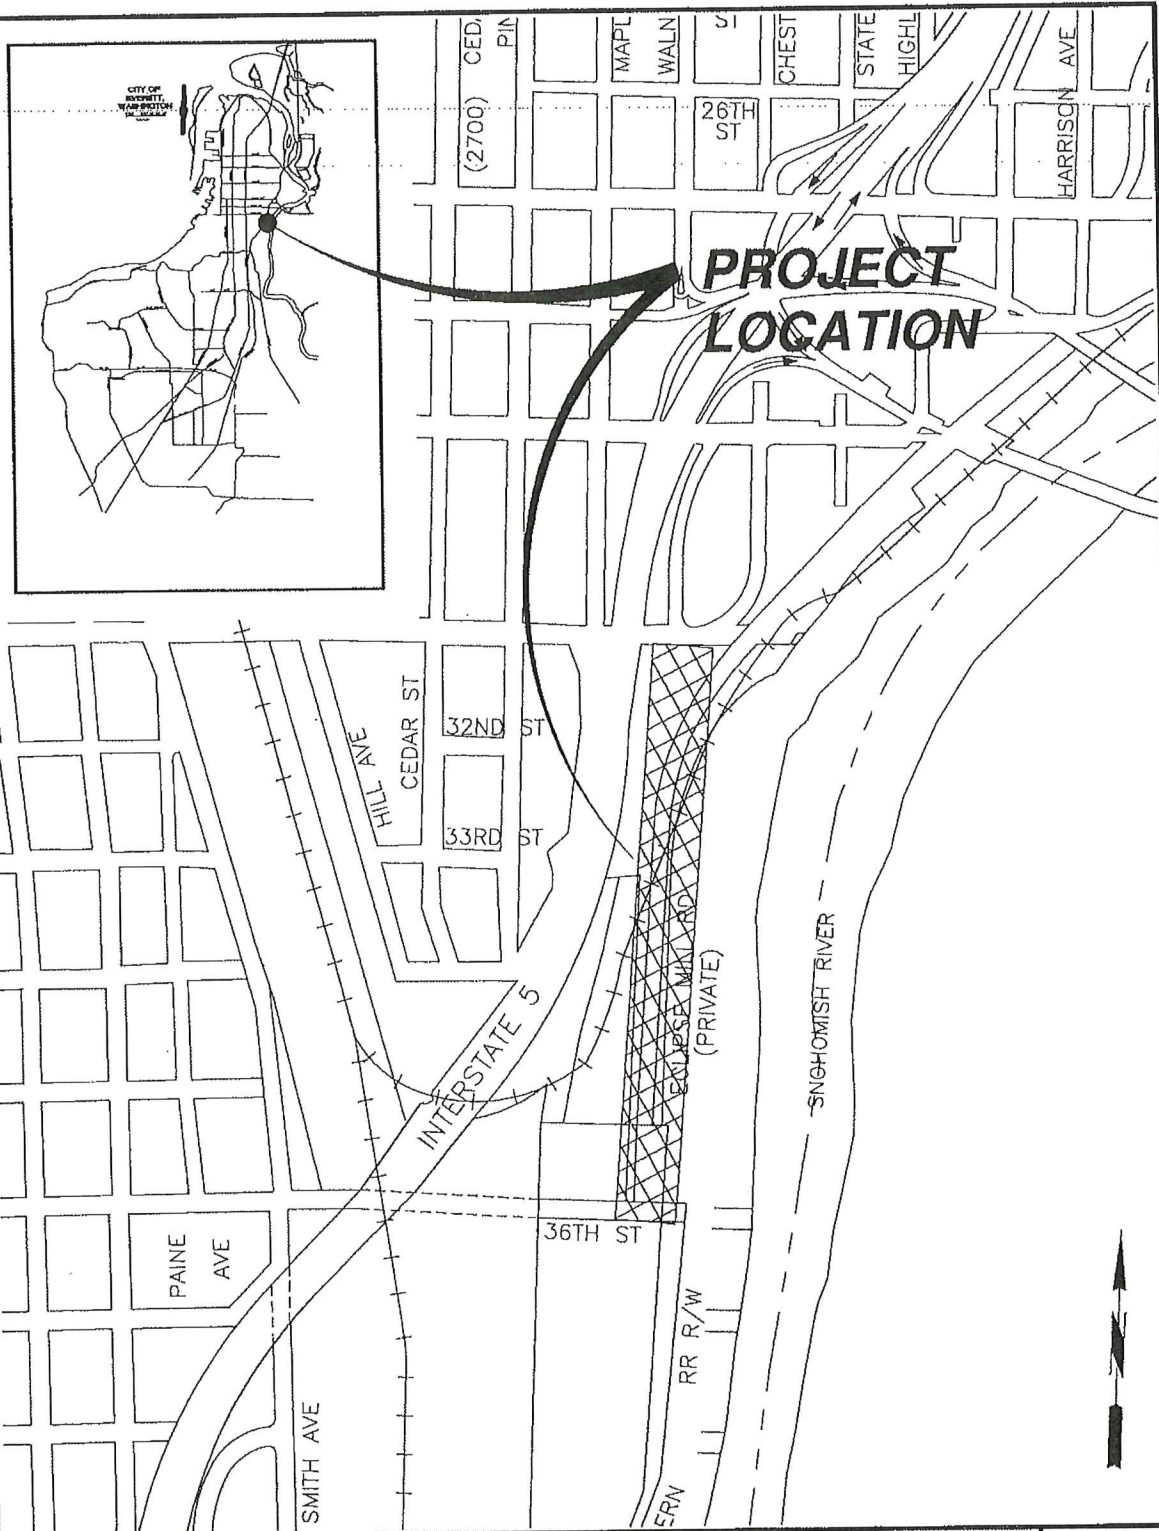 CITY OF
EVERETT,
WASHINGTON
(2700)
CED
PIN
MAPL
WALN
ST
CHEST
STATE
HIGHL
HARRISON AVE
26TH
ST
PROJECT
LOCATION
HILL AVE
CEDAR ST
32ND ST
33RD ST
INTERSTATE 5
ECLIPSE MILL RD
(PRIVATE)
SNOHOMISH RIVER
36TH ST
PAINE
AVE
SMITH AVE
RR R/W
ERN
N